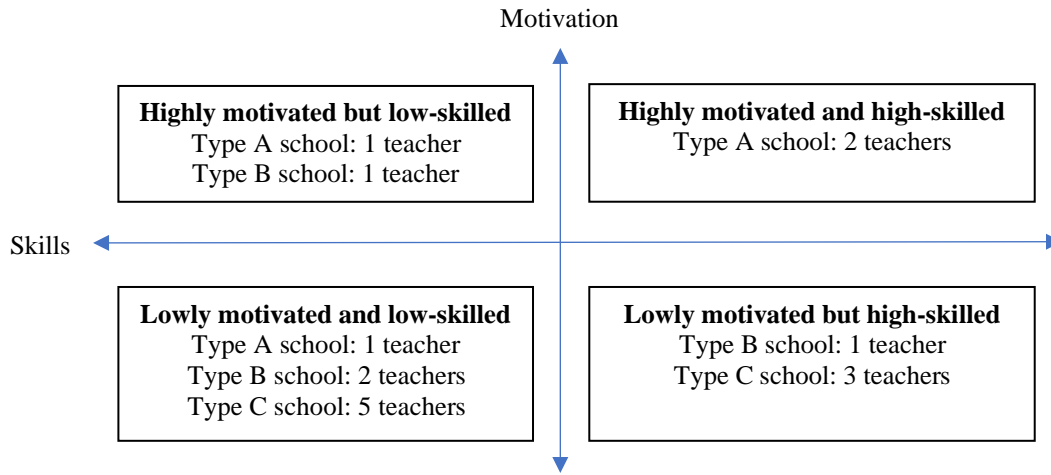 Motivation
Highly motivated but low-skilled
Type A school: 1 teacher
Type B school: 1 teacher
Highly motivated and high-skilled
Type A school: 2 teachers
Skills
Lowly motivated and low-skilled
Type A school: 1 teacher
Type B school: 2 teachers
Type C school: 5 teachers
Lowly motivated but high-skilled
Type B school: 1 teacher
Type C school: 3 teachers